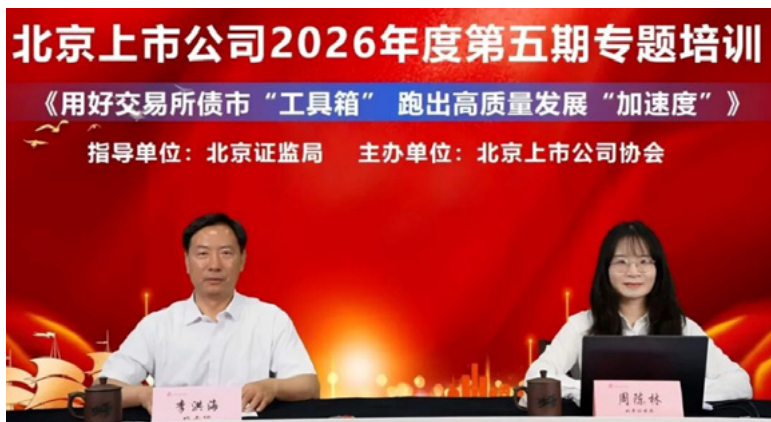 北京上市公司2026年度第五期专题培训
《用好交易所债市“工具箱” 跑出高质量发展“加速度”》
指导单位：北京证监局 主办单位：北京上市公司协会
李洪海
周陈林